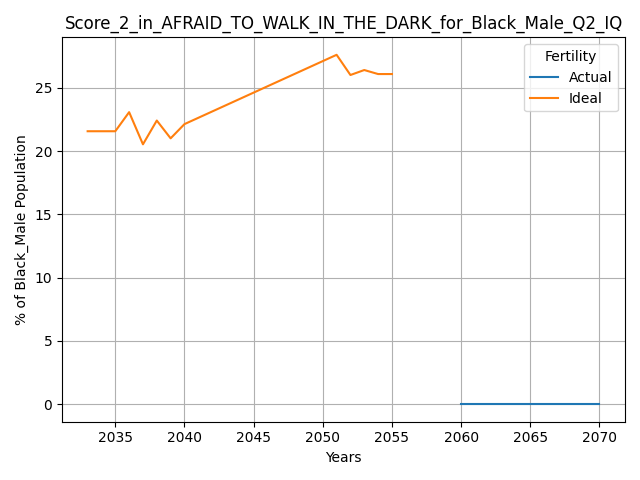 Score_2_in_AFRAID_TO_WALK_IN_THE_DARK_for_Black_Male_Q2_IQ
Fertility
Actual
Ideal
% of Black_Male Population
25
20
15
10
5
0
2035 2040 2045 2050 2055 2060 2065 2070
Years